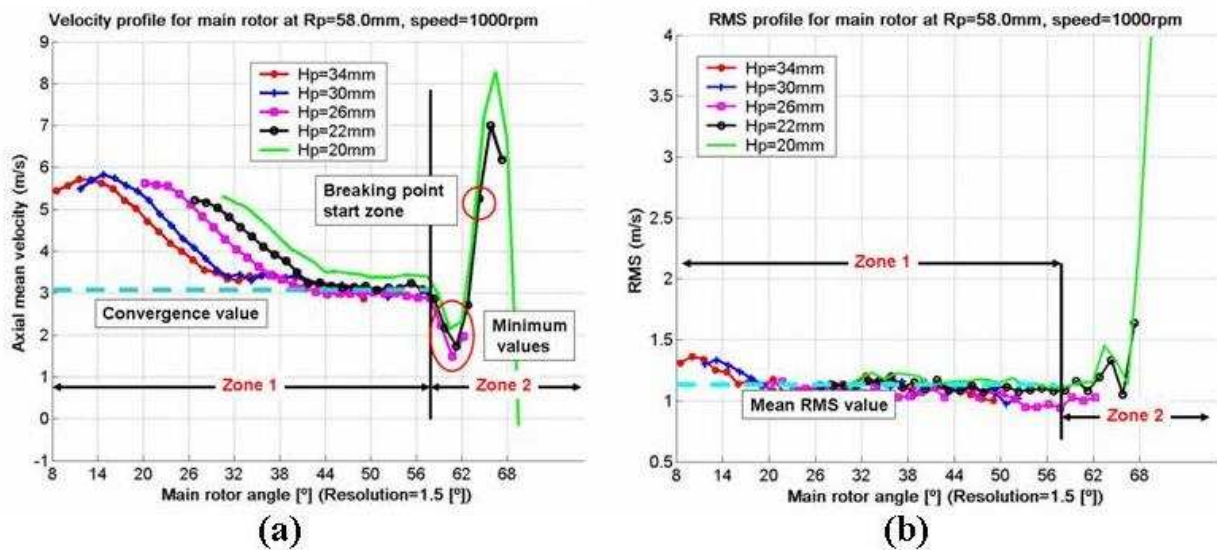 Velocity profile for main rotor at Rp=58.0mm, speed=1000rpm
9
8
7
6
5
4
3
2
1
0
-1
Axial mean velocity (m/s)
Hp=34mm
Hp=30mm
Hp=26mm
Hp=22mm
Hp=20mm
Breaking point
start zone
Convergence value
Minimum
values
Zone 1
Zone 2
8 14 20 26 32 38 44 50 56 62 68
Main rotor angle [º] (Resolution=1.5 [º])
(a)
RMS profile for main rotor at Rp=58.0mm, speed=1000rpm
4
3.5
3
2.5
2
1.5
1
0.5
RMS (m/s)
Hp=34mm
Hp=30mm
Hp=26mm
Hp=22mm
Hp=20mm
Zone 1
Mean RMS value
Zone 2
8 14 20 26 32 38 44 50 56 62 68
Main rotor angle [º] (Resolution=1.5 [º])
(b)